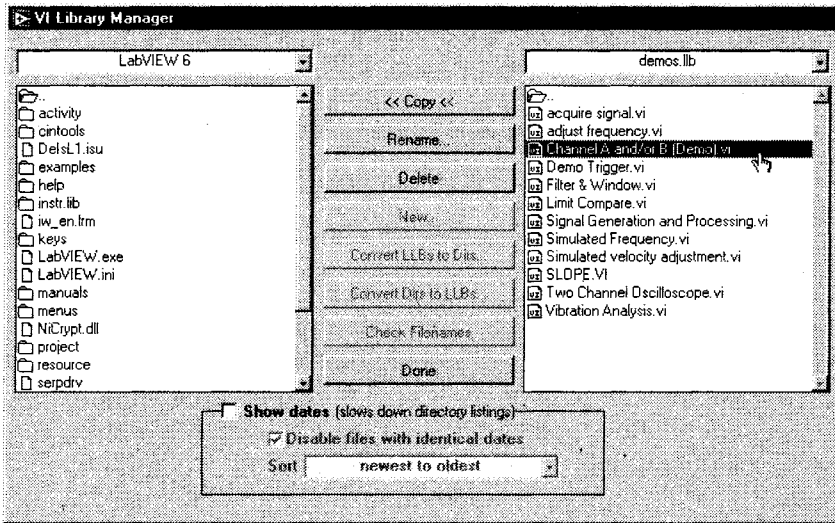 VI Library Manager
LabVIEW 6
..
activity
cintools
DelsL1.isu
examples
help
instr.lib
iw_en.lrm
keys
LabVIEW.exe
LabVIEW.ini
manuals
menus
NiCrypt.dll
project
resource
serpdrv
<< Copy <<
Rename...
Delete
New...
Convert LLBs to Dirs...
Convert Dirs to LLBs...
Check Filenames
Done
demos.llb
..
acquire signal.vi
adjust frequency.vi
Channel A and/or B (Demo).vi
Demo Trigger.vi
Filter & Window.vi
Limit Compare.vi
Signal Generation and Processing.vi
Simulated Frequency.vi
Simulated velocity adjustment.vi
SLOPE.VI
Two Channel Oscilloscope.vi
Vibration Analysis.vi
Show dates (slows down directory listings)
Disable files with identical dates
Sort newest to oldest